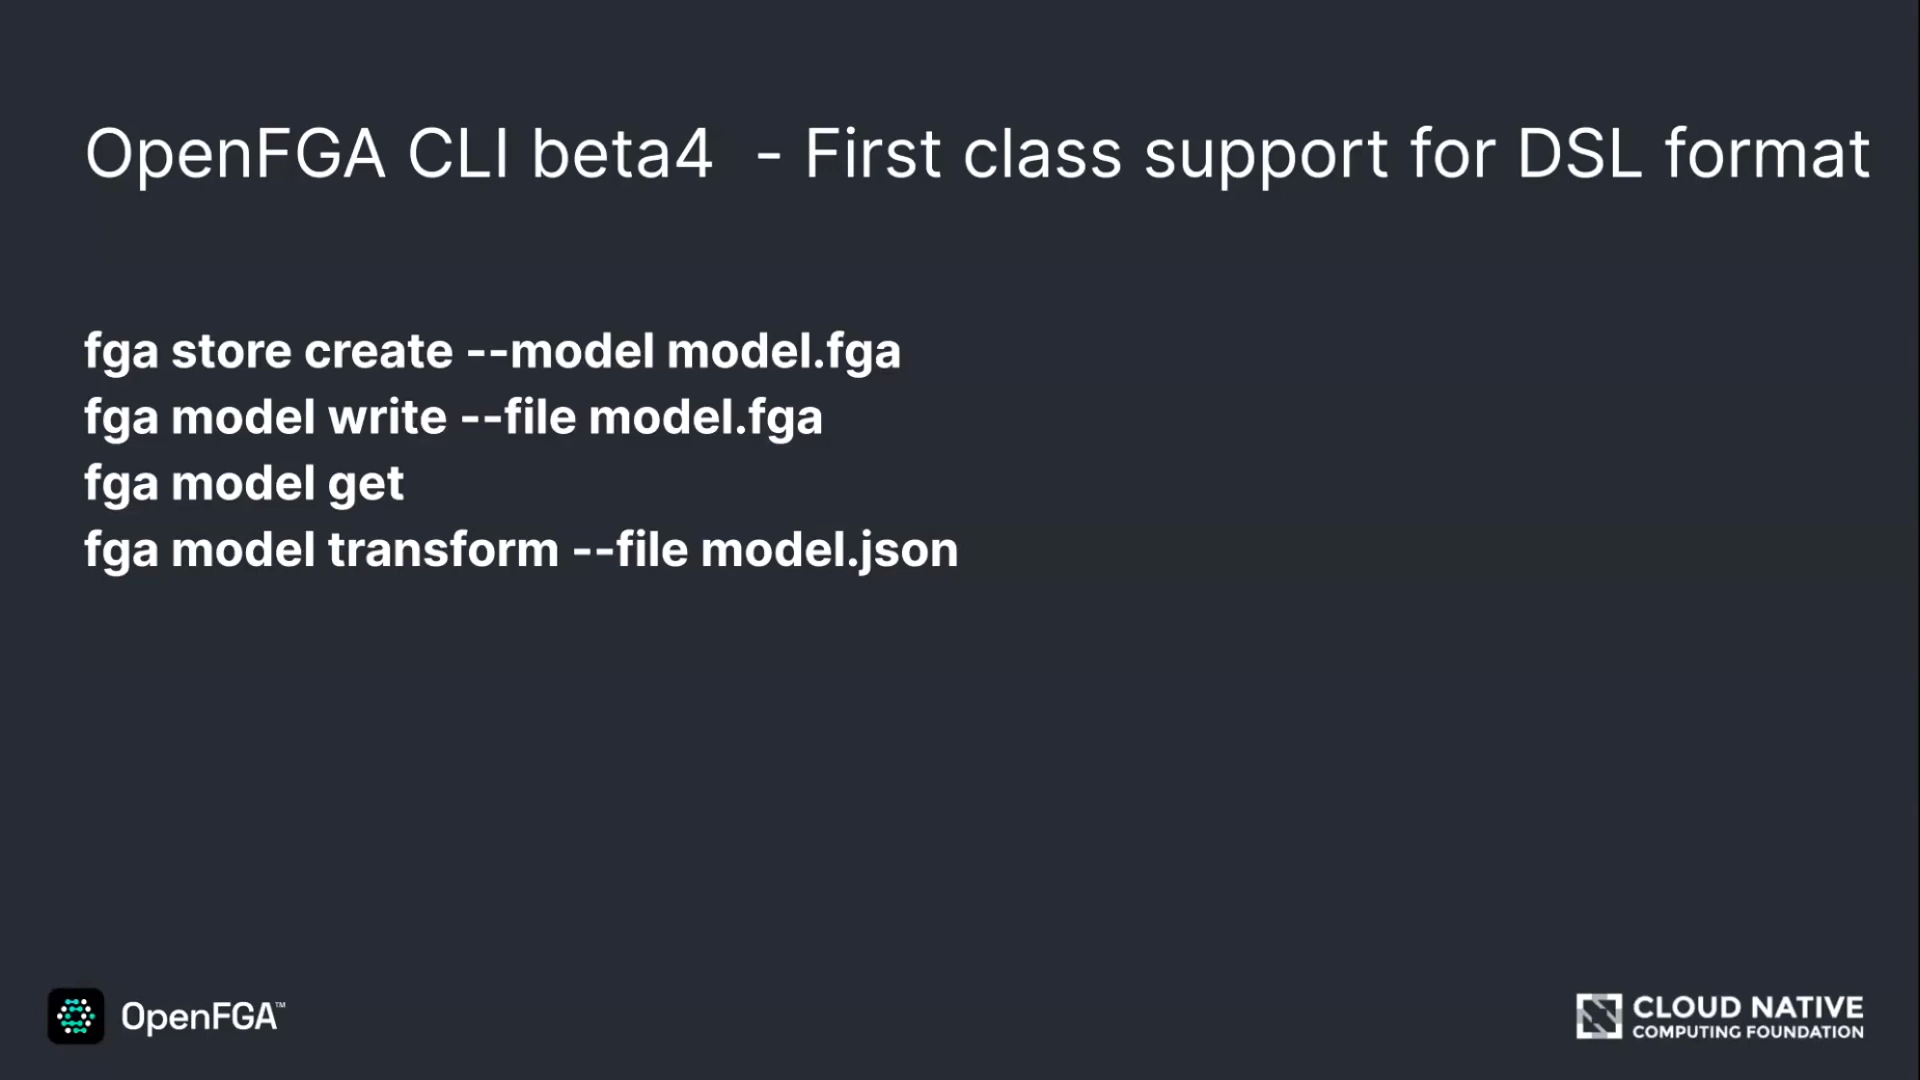 OpenFGA CLI beta4  - First class support for DSL format
fga store create --model model.fga
fga model write --file model.fga
fga model get
fga model transform --file model.json
OpenFGA™
CLOUD NATIVE
COMPUTING FOUNDATION